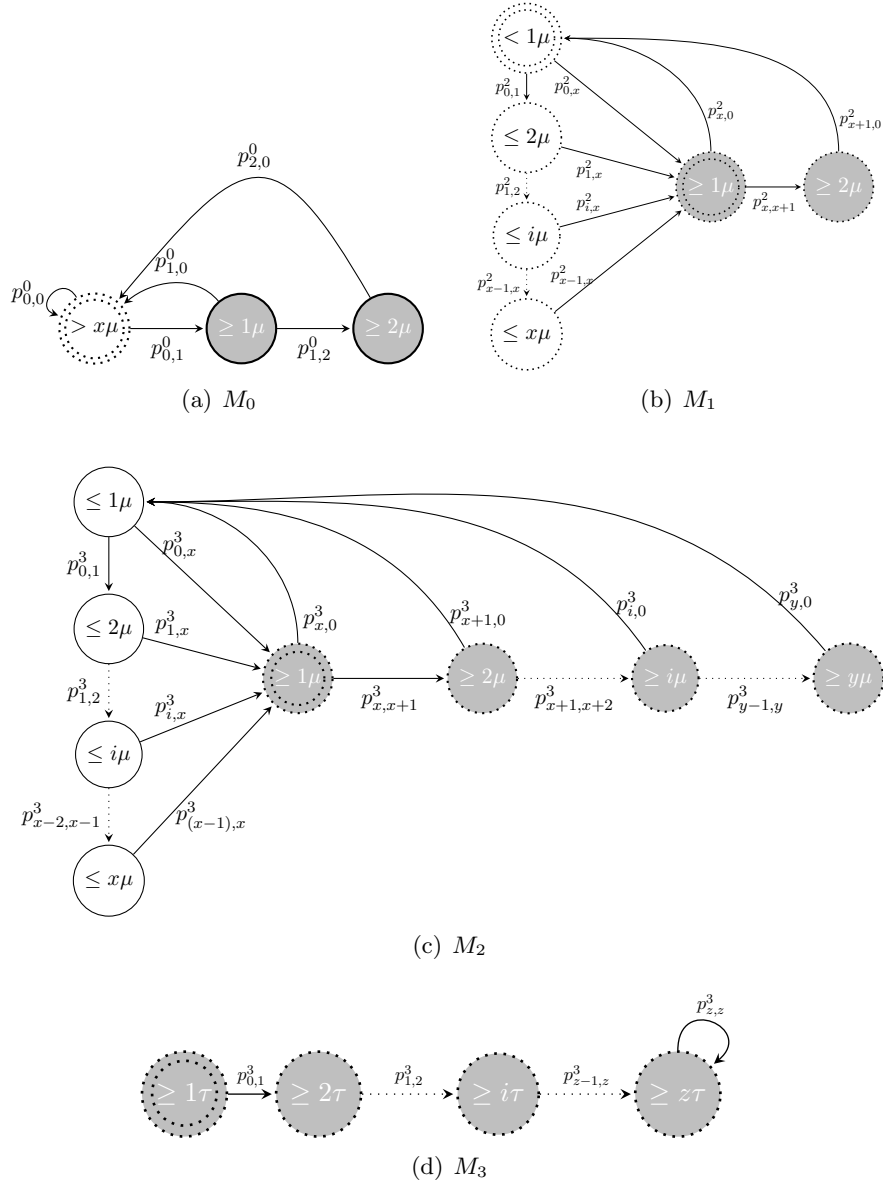 p^2_{0,1}
< 1μ
p^2_{0,x}
≤ 2μ
p^2_{1,x}
p^2_{1,2}
p^2_{i,x}
≤ iμ
p^2_{x-1,x}
p^2_{x-1,x}
≤ xμ
p^2_{x,0}
≥ 1μ
p^2_{x,x+1}
≥ 2μ
p^2_{x+1,0}
(b) M_1
p^0_{2,0}
p^0_{1,0}
p^0_{0,0}
> xμ
p^0_{0,1}
≥ 1μ
p^0_{1,2}
≥ 2μ
(a) M_0
≤ 1μ
p^3_{0,1}
p^3_{0,x}
≤ 2μ
p^3_{1,x}
p^3_{1,2}
p^3_{i,x}
≤ iμ
p^3_{x-2,x-1}
p^3_{(x-1),x}
≤ xμ
p^3_{x,0}
≥ 1μ
p^3_{x,x+1}
p^3_{x+1,0}
≥ 2μ
p^3_{x+1,x+2}
p^3_{i,0}
≥ iμ
p^3_{y-1,y}
p^3_{y,0}
≥ yμ
(c) M_2
≥ 1τ
p^3_{0,1}
≥ 2τ
p^3_{1,2}
≥ iτ
p^3_{z-1,z}
≥ zτ
p^3_{z,z}
(d) M_3